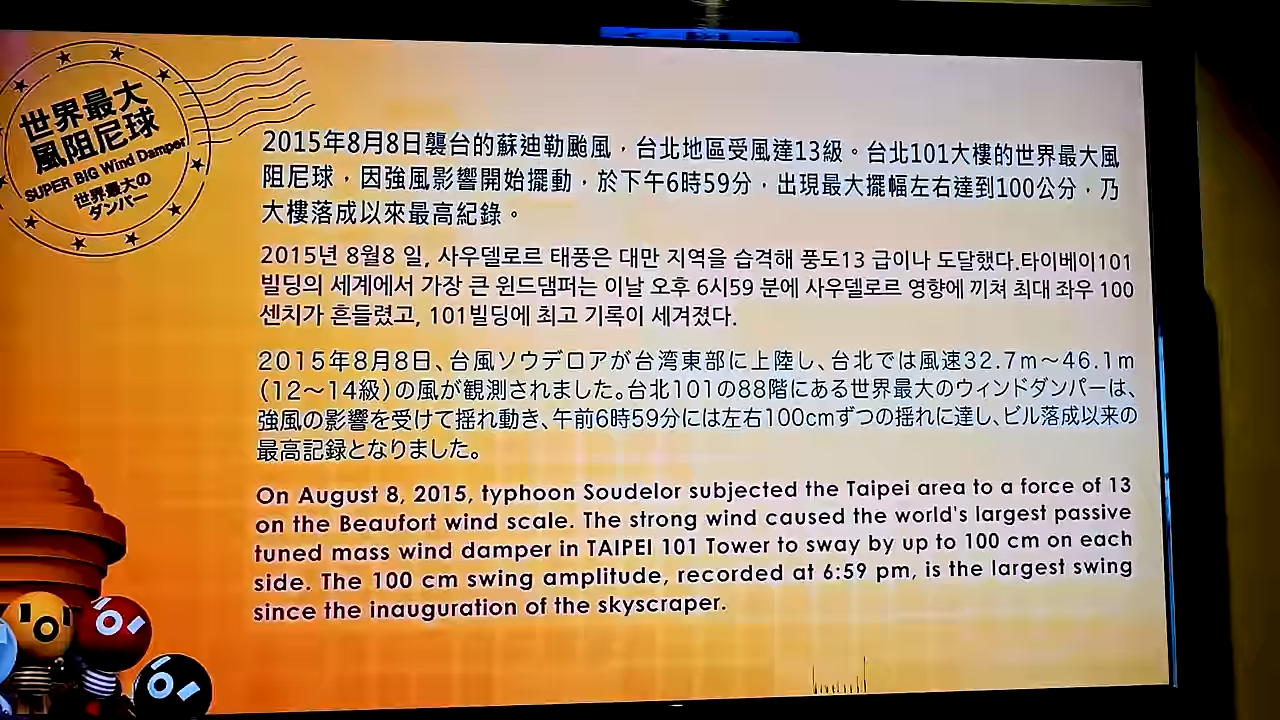 世界最大
風阻尼球
SUPER BIG Wind Damper
世界最大の
ダンパー
2015年8月8日襲台的蘇迪勒颱風，台北地區受風達13級。台北101大樓的世界最大風
阻尼球，因強風影響開始擺動，於下午6時59分，出現最大擺幅左右達到100公分，乃
大樓落成以來最高紀錄。
2015년 8월8 일, 사우델로르 태풍은 대만 지역을 습격해 풍도13 급이나 도달했다.타이베이101
빌딩의 세계에서 가장 큰 윈드댐퍼는 이날 오후 6시59 분에 사우델로르 영향에 끼쳐 최대 좌우 100
센치가 흔들렸고, 101빌딩에 최고 기록이 세겨졌다.
2015年8月8日、台風ソウデロアが台湾東部に上陸し、台北では風速32.7m～46.1m
（12～14級）の風が観測されました。台北101の88階にある世界最大のウィンドダンパーは、
強風の影響を受けて揺れ動き、午前6時59分には左右100cmずつの揺れに達し、ビル落成以来の
最高記録となりました。
On August 8, 2015, typhoon Soudelor subjected the Taipei area to a force of 13
on the Beaufort wind scale. The strong wind caused the world's largest passive
tuned mass wind damper in TAIPEI 101 Tower to sway by up to 100 cm on each
side. The 100 cm swing amplitude, recorded at 6:59 pm, is the largest swing
since the inauguration of the skyscraper.